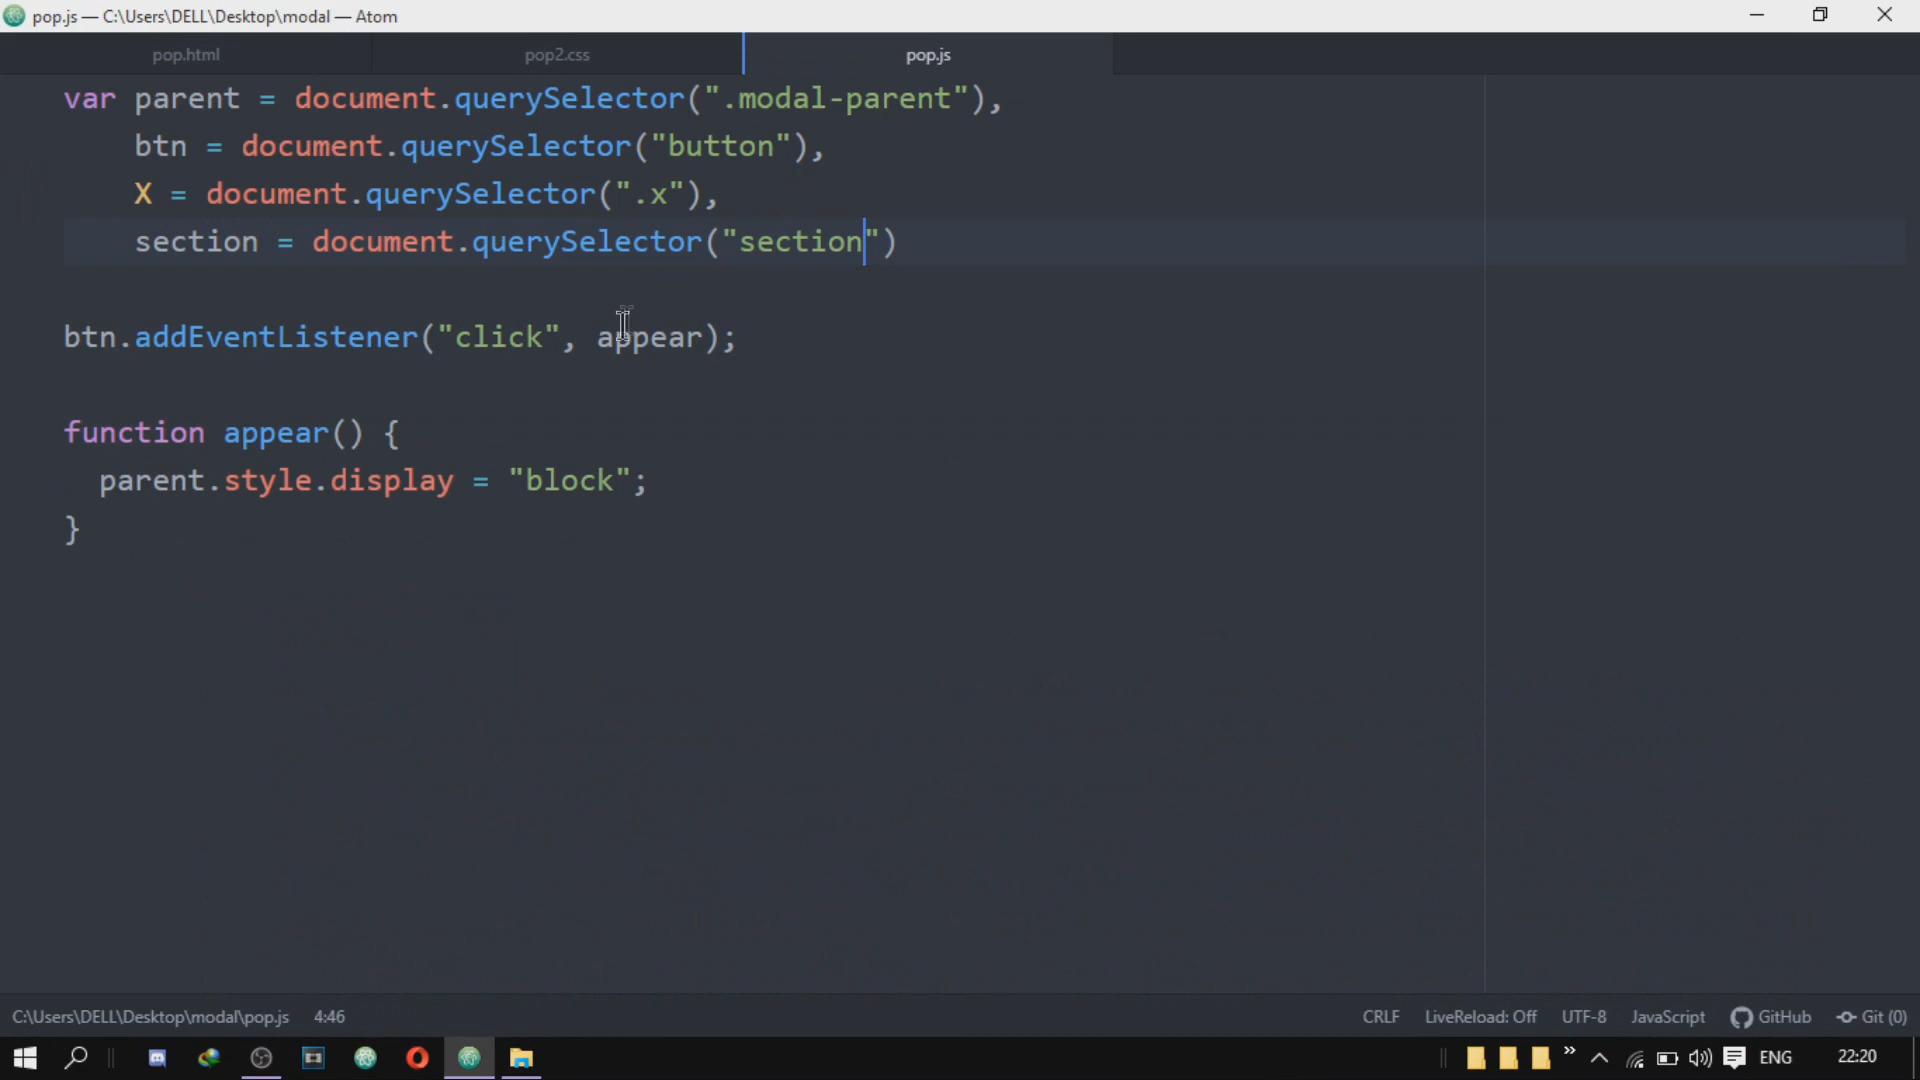 pop.js — C:\Users\DELL\Desktop\modal — Atom
pop.html pop2.css pop.js
var parent = document.querySelector(".modal-parent"),
    btn = document.querySelector("button"),
    X = document.querySelector(".x"),
    section = document.querySelector("section")
btn.addEventListener("click", appear);
function appear() {
  parent.style.display = "block";
}
C:\Users\DELL\Desktop\modal\pop.js 4:46 CRLF LiveReload: Off UTF-8 JavaScript GitHub Git (0)
ENG 22:20